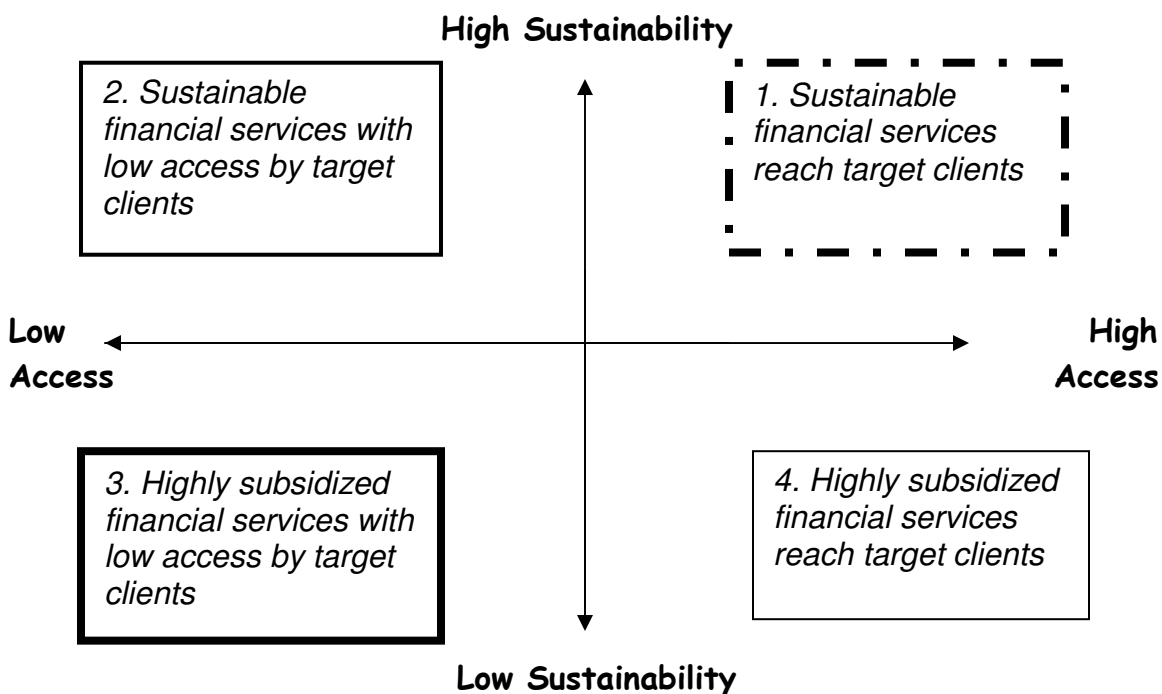 High Sustainability
2. Sustainable
financial services with
low access by target
clients
1. Sustainable
financial services
reach target clients
Low
Access
High
Access
3. Highly subsidized
financial services with
low access by target
clients
4. Highly subsidized
financial services
reach target clients
Low Sustainability